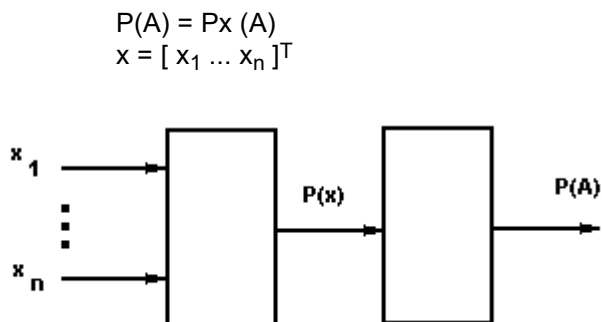 P(A) = Px (A)
x = [ x1 ... xn ]T
x1
P(x)
P(A)
xn